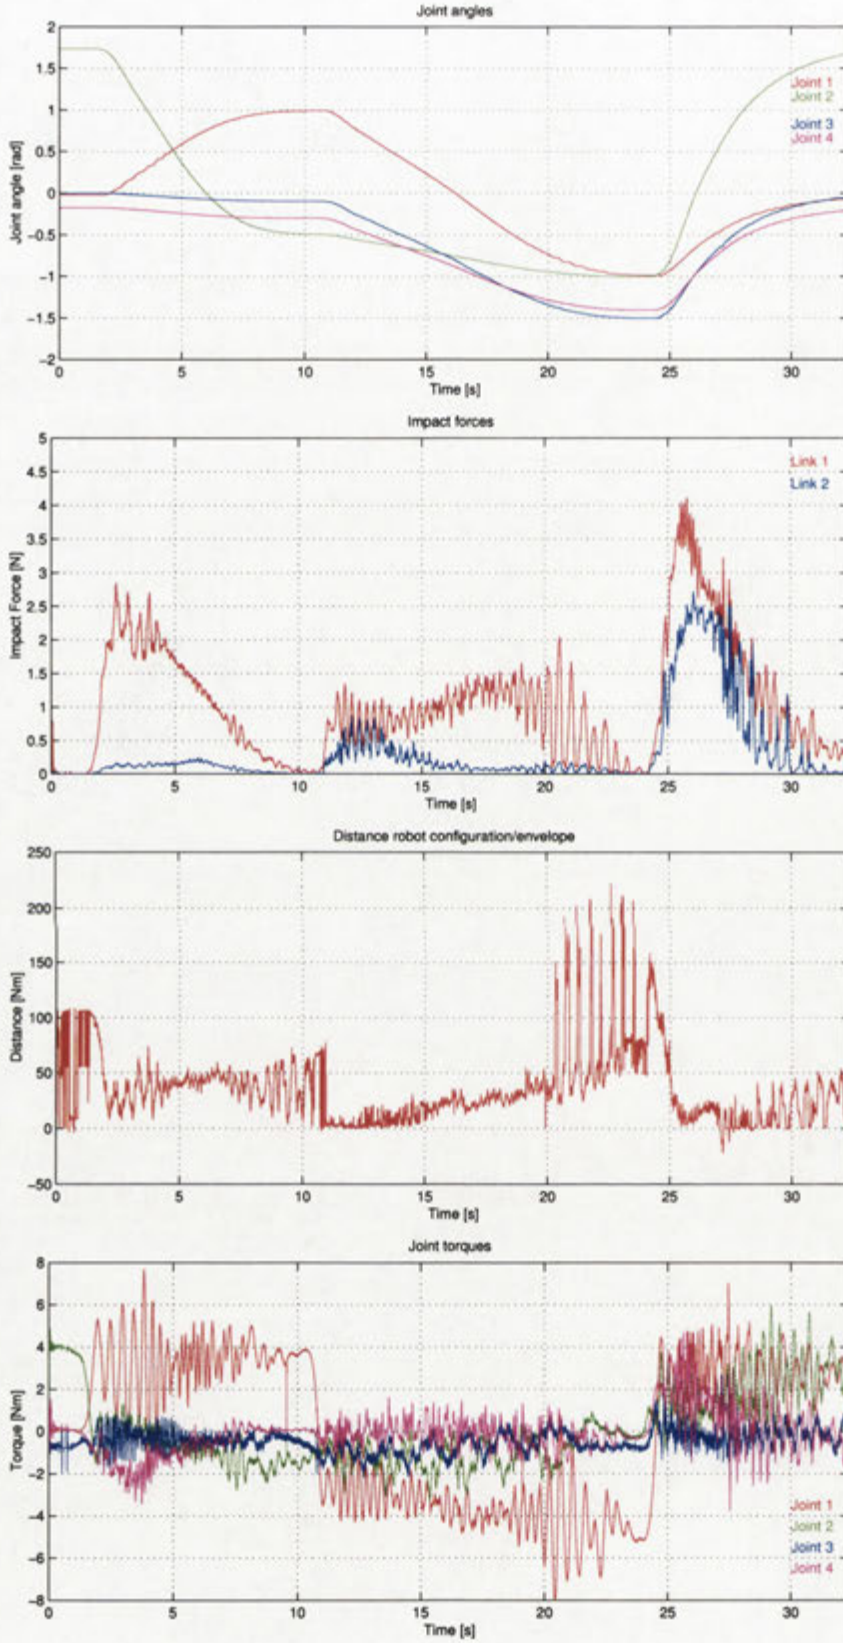 Joint angles
2
1.5
1
0.5
0
−0.5
−1
−1.5
−2
Joint angle [rad]
Joint 1
Joint 2
Joint 3
Joint 4
0 5 10 15 20 25 30
Time [s]
Impact forces
5
4.5
4
3.5
3
2.5
2
1.5
1
0.5
0
Impact Force [N]
Link 1
Link 2
0 5 10 15 20 25 30
Time [s]
Distance robot configuration/envelope
250
200
150
100
50
0
−50
Distance [Nm]
0 5 10 15 20 25 30
Time [s]
Joint torques
8
6
4
2
0
−2
−4
−6
−8
Torque [Nm]
Joint 1
Joint 2
Joint 3
Joint 4
0 5 10 15 20 25 30
Time [s]